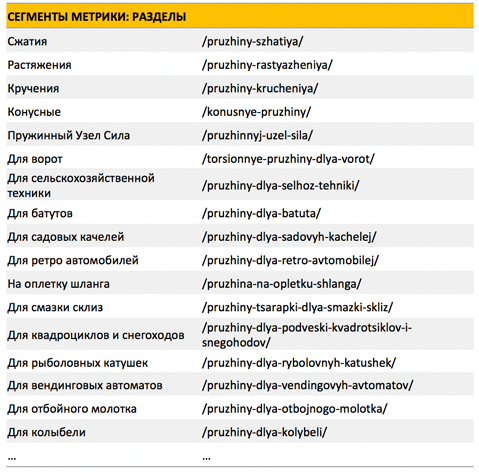 СЕГМЕНТЫ МЕТРИКИ: РАЗДЕЛЫ
Сжатия /pruzhiny-szhatiya/
Растяжения /pruzhiny-rastyazheniya/
Кручения /pruzhiny-krucheniya/
Конусные /konusnye-pruzhiny/
Пружинный Узел Сила /pruzhinnyj-uzel-sila/
Для ворот /torsionnye-pruzhiny-dlya-vorot/
Для сельскохозяйственной
техники /pruzhiny-dlya-selhoz-tehniki/
Для батутов /pruzhiny-dlya-batuta/
Для садовых качелей /pruzhiny-dlya-sadovyh-kachelej/
Для ретро автомобилей /pruzhiny-dlya-retro-avtomobilej/
На оплетку шланга /pruzhina-na-opletku-shlanga/
Для смазки склиз /pruzhiny-tsarapki-dlya-smazki-skliz/
Для квадроциклов и снегоходов /pruzhiny-dlya-podveski-kvadrotsiklov-i-
snegohodov/
Для рыболовных катушек /pruzhiny-dlya-rybolovnyh-katushek/
Для вендинговых автоматов /pruzhiny-dlya-vendingovyh-avtomatov/
Для отбойного молотка /pruzhiny-dlya-otbojnogo-molotka/
Для колыбели /pruzhiny-dlya-kolybeli/
... ...